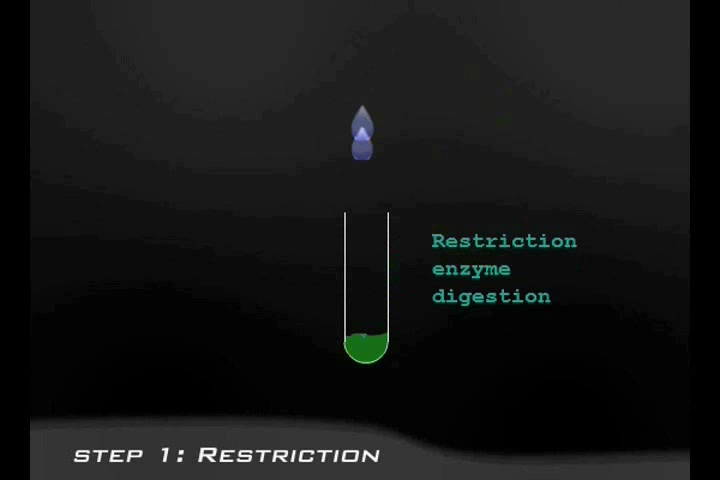 Restriction
enzyme
digestion
STEP 1: RESTRICTION